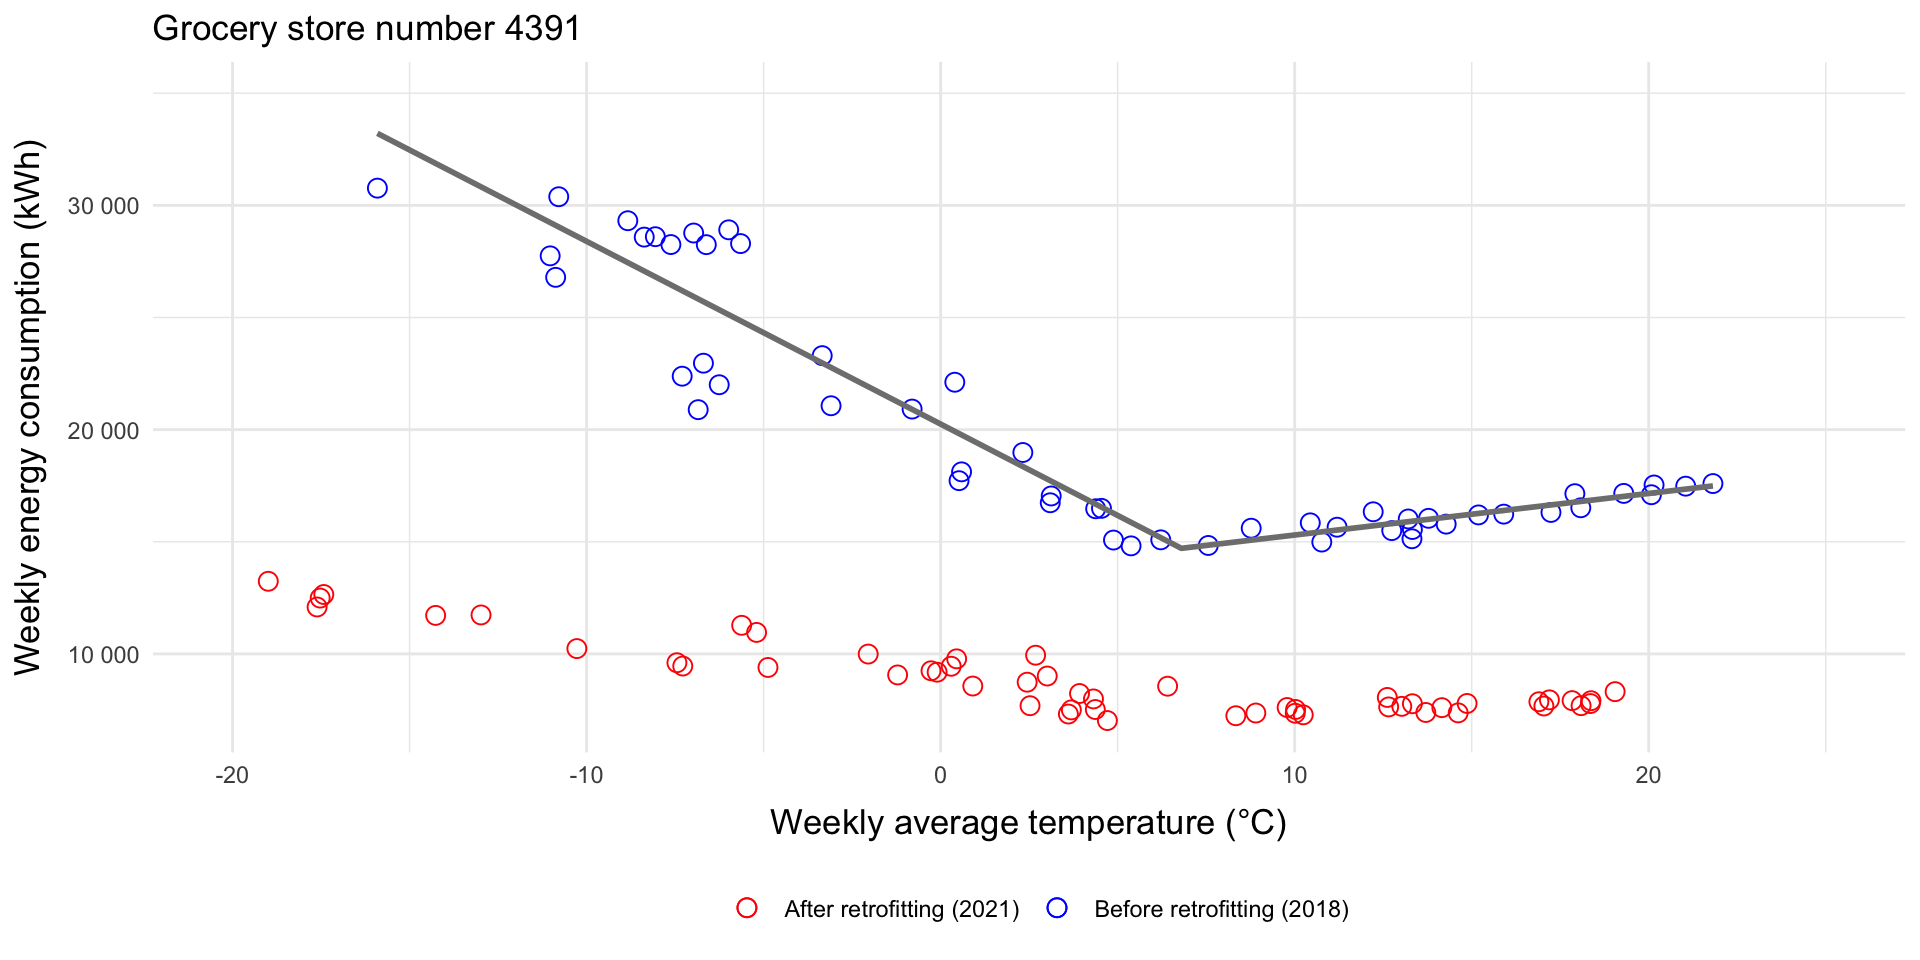 Grocery store number 4391
Weekly energy consumption (kWh)
30 000
20 000
10 000
-20 -10 0 10 20
Weekly average temperature (°C)
After retrofitting (2021) Before retrofitting (2018)